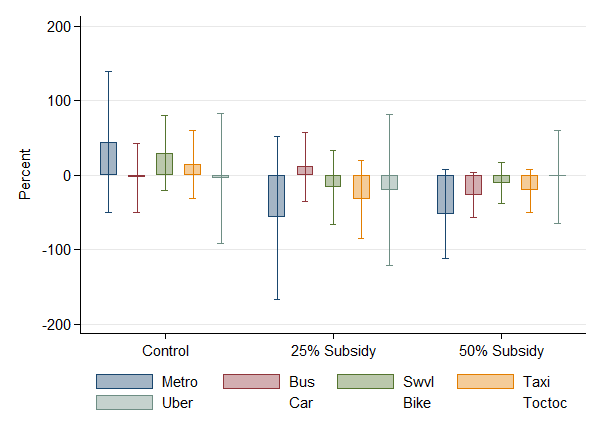 200
100
0
-100
-200
Percent
Control 25% Subsidy 50% Subsidy
Metro Bus Swvl Taxi
Uber Car Bike Toctoc